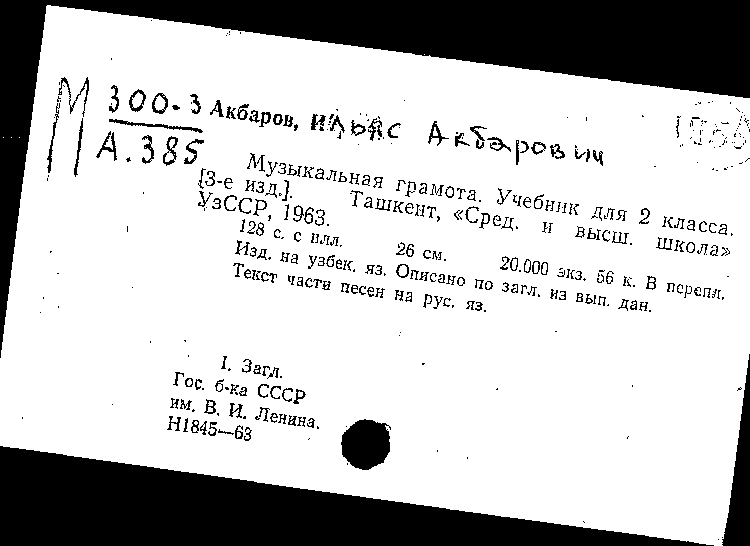 М 300-3 Акбаров, Ильяс Акбарович
А.385
Музыкальная грамота. Учебник для 2 класса.
[3-е изд.]. Ташкент, «Сред. и высш. школа»
УзССР, 1963.
128 с. с илл. 26 см. 20.000 экз. 56 к. В перепл.
Изд. на узбек. яз. Описано по загл. из вып. дан.
Текст части песен на рус. яз.
I. Загл.
Гос. б-ка СССР
им. В. И. Ленина.
Н1845—63